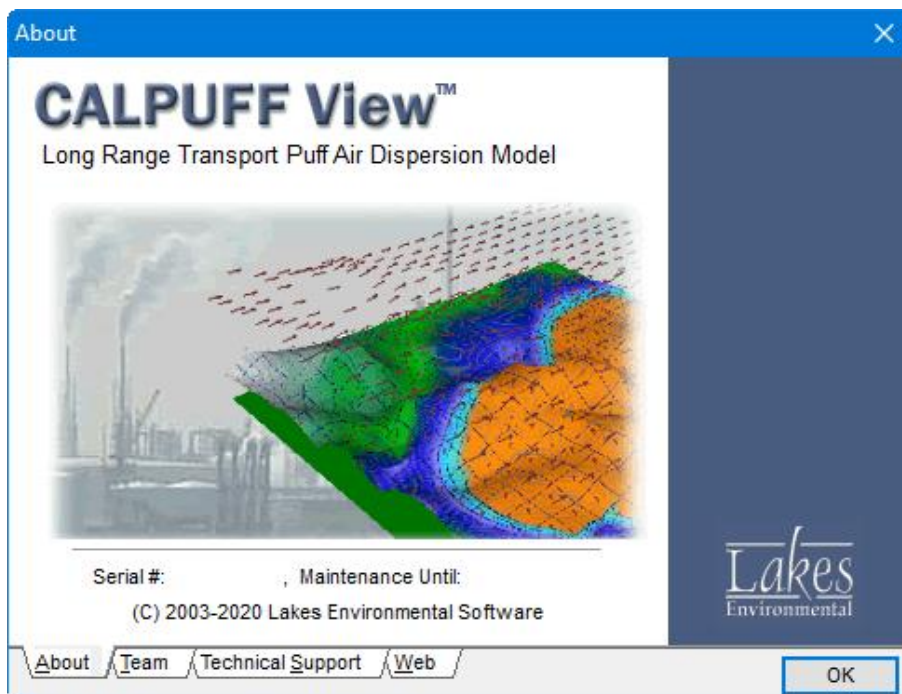 About
CALPUFF View™
Long Range Transport Puff Air Dispersion Model
Serial #: , Maintenance Until:
(C) 2003-2020 Lakes Environmental Software
Lakes
Environmental
About Team Technical Support Web
OK